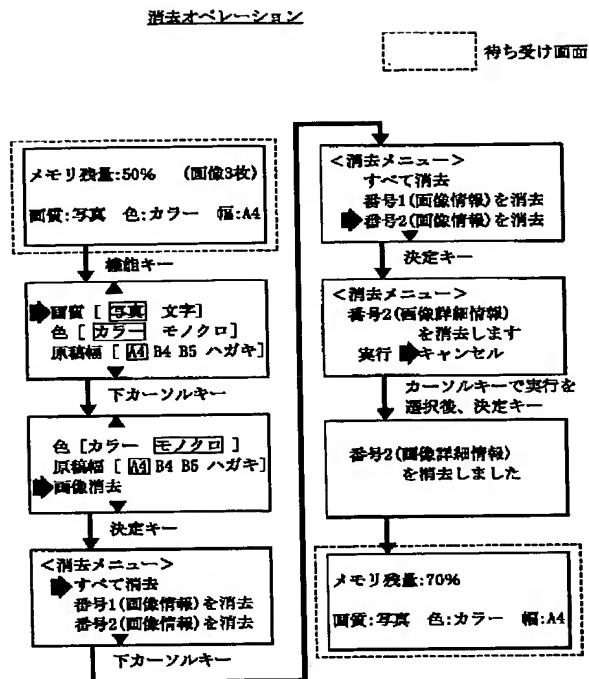 消去オペレーション
待ち受け画面
メモリ残量:50% (画像3枚)
画質:写真 色:カラー 幅:A4
機能キー
画質 [ 写真 文字]
色 [ カラー モノクロ]
原稿幅 [ A4 B4 B5 ハガキ]
下カーソルキー
色 [カラー モノクロ ]
原稿幅 [ A4 B4 B5 ハガキ]
画像消去
決定キー
<消去メニュー>
すべて消去
番号1(画像情報)を消去
番号2(画像情報)を消去
下カーソルキー
<消去メニュー>
すべて消去
番号1(画像情報)を消去
番号2(画像情報)を消去
決定キー
<消去メニュー>
番号2(画像詳細情報)
を消去します
実行 キャンセル
カーソルキーで実行を
選択後、決定キー
番号2(画像詳細情報)
を消去しました
メモリ残量:70%
画質:写真 色:カラー 幅:A4